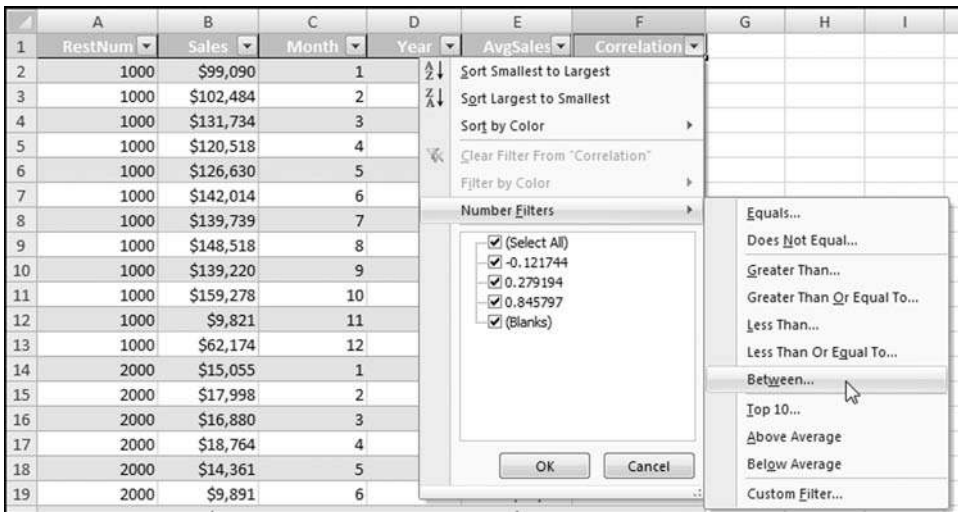 A B C D E F G H I
1 RestNum Sales Month Year AvgSales Correlation
2 1000 $99,090 1
3 1000 $102,484 2
4 1000 $131,734 3
5 1000 $120,518 4
6 1000 $126,630 5
7 1000 $142,014 6
8 1000 $139,739 7
9 1000 $148,518 8
10 1000 $139,220 9
11 1000 $159,278 10
12 1000 $9,821 11
13 1000 $62,174 12
14 2000 $15,055 1
15 2000 $17,998 2
16 2000 $16,880 3
17 2000 $18,764 4
18 2000 $14,361 5
19 2000 $9,891 6
Sort Smallest to Largest
Sort Largest to Smallest
Sort by Color
Clear Filter From "Correlation"
Filter by Color
Number Filters
(Select All)
-0.121744
0.279194
0.845797
(Blanks)
OK Cancel
Equals...
Does Not Equal...
Greater Than...
Greater Than Or Equal To...
Less Than...
Less Than Or Equal To...
Between...
Top 10...
Above Average
Below Average
Custom Filter...